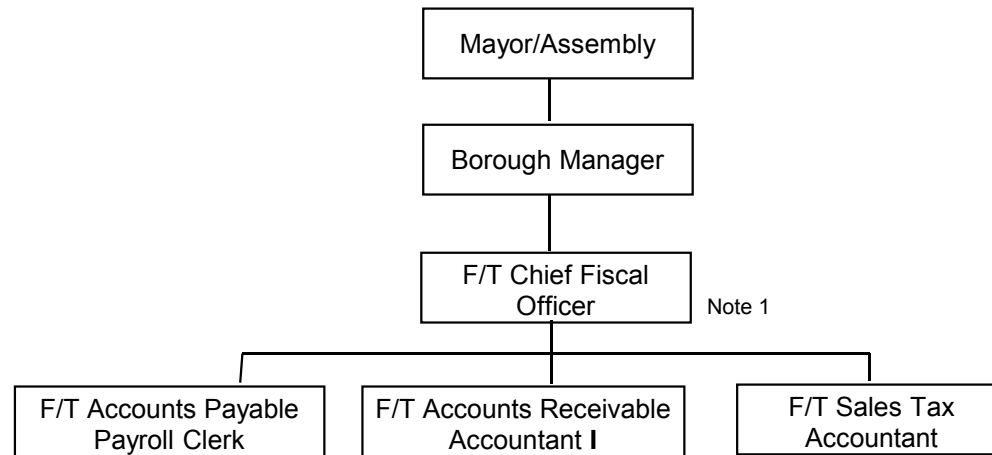 Mayor/Assembly
Borough Manager
F/T Chief Fiscal
Officer
Note 1
F/T Accounts Payable
Payroll Clerk
F/T Accounts Receivable
Accountant I
F/T Sales Tax
Accountant